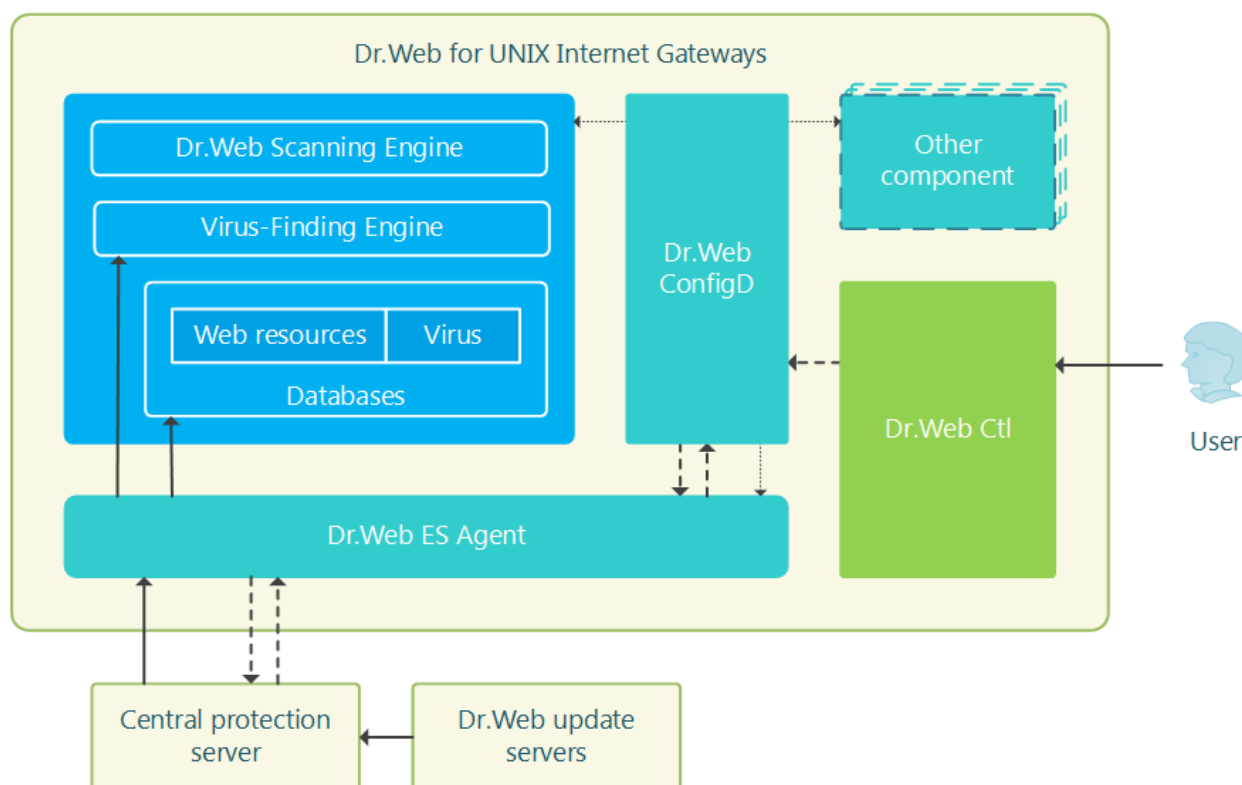 Dr.Web for UNIX Internet Gateways
Dr.Web Scanning Engine
Virus-Finding Engine
Web resources
Virus
Databases
Dr.Web
ConfigD
Other
component
Dr.Web Ctl
User
Dr.Web ES Agent
Central protection
server
Dr.Web update
servers